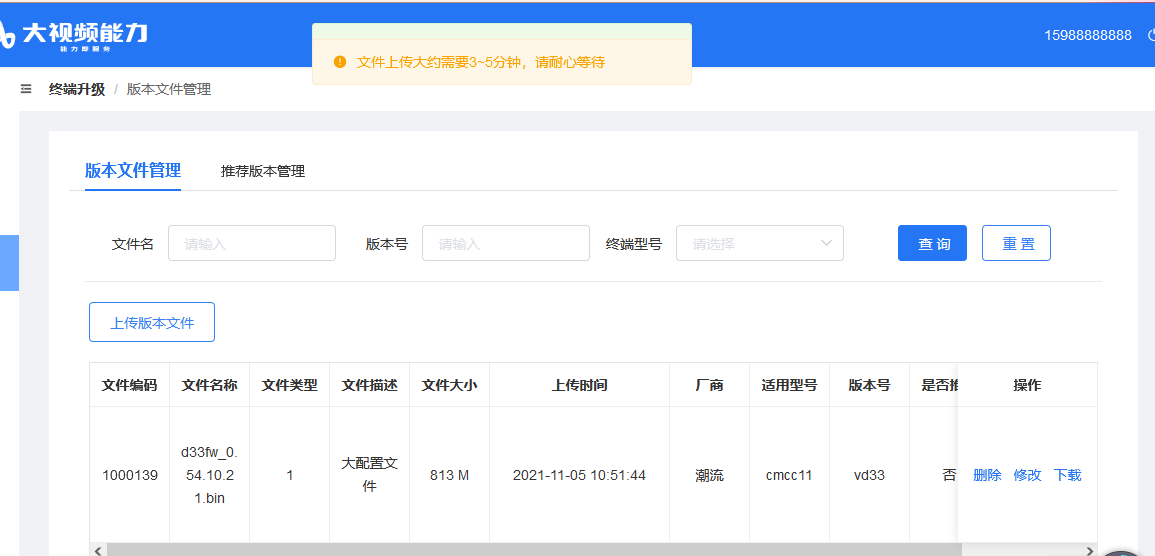 大视频能力
能力即服务
文件上传大约需要3~5分钟，请耐心等待
15988888888
终端升级 / 版本文件管理
版本文件管理 推荐版本管理
文件名 请输入 版本号 请输入 终端型号 请选择 查 询 重 置
上传版本文件
文件编码 文件名称 文件类型 文件描述 文件大小 上传时间 厂商 适用型号 版本号 是否推 操作
1000139 d33fw_0.54.10.21.bin 1 大配置文件 813 M 2021-11-05 10:51:44 潮流 cmcc11 vd33 否 删除 修改 下载